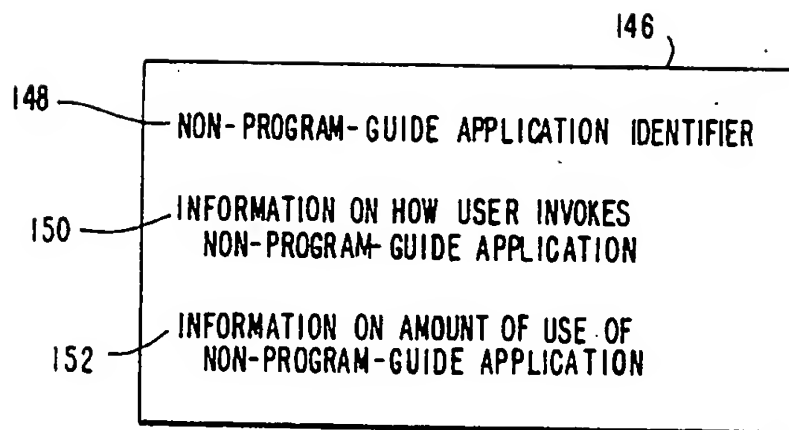 146
148
NON-PROGRAM-GUIDE APPLICATION IDENTIFIER
150
INFORMATION ON HOW USER INVOKES
NON-PROGRAM-GUIDE APPLICATION
152
INFORMATION ON AMOUNT OF USE OF
NON-PROGRAM-GUIDE APPLICATION